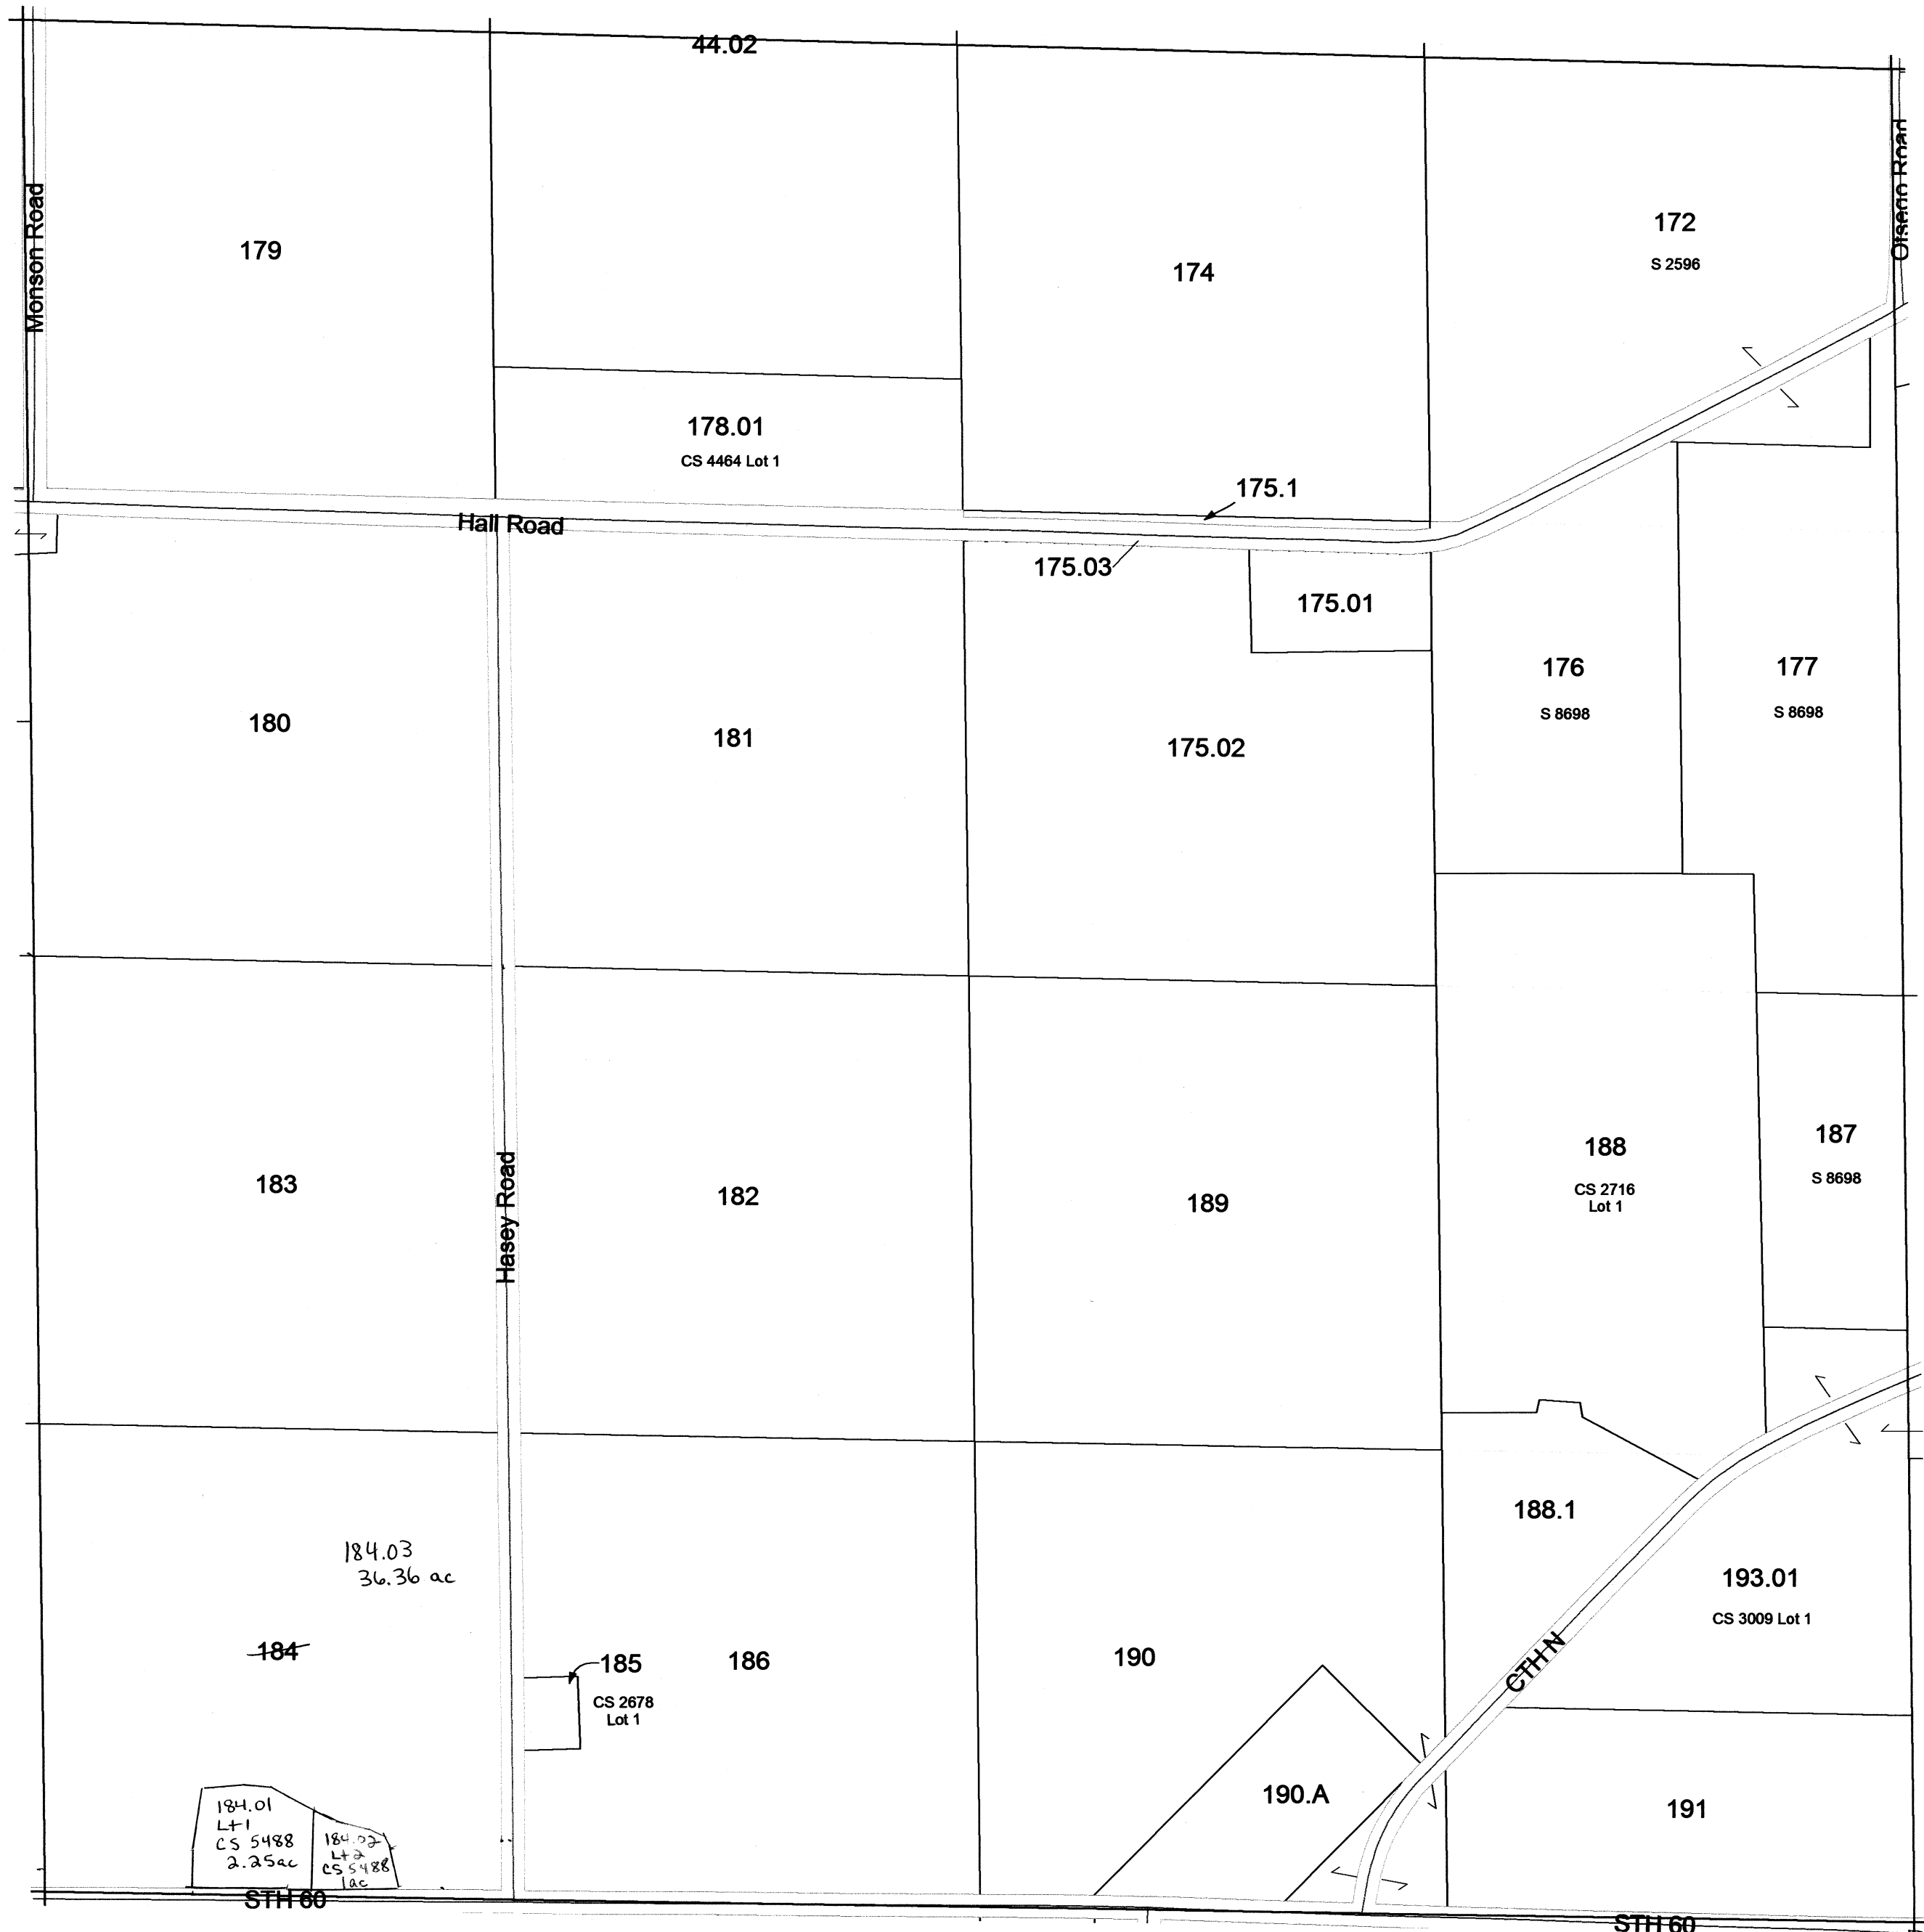 44.02
Monson Road
Otsego Road
179
174
172
S 2596
178.01
CS 4464 Lot 1
175.1
Hall Road
175.03
175.01
180
181
175.02
176
S 8698
177
S 8698
183
Hasey Road
182
189
188
CS 2716
Lot 1
187
S 8698
188.1
184.03
36.36 ac
193.01
CS 3009 Lot 1
184
185
CS 2678
Lot 1
186
190
CTH N
190.A
191
184.01
Lt 1
CS 5488
2.25ac
184.02
Lt 2
CS 5488
1ac
STH 60
STH 60